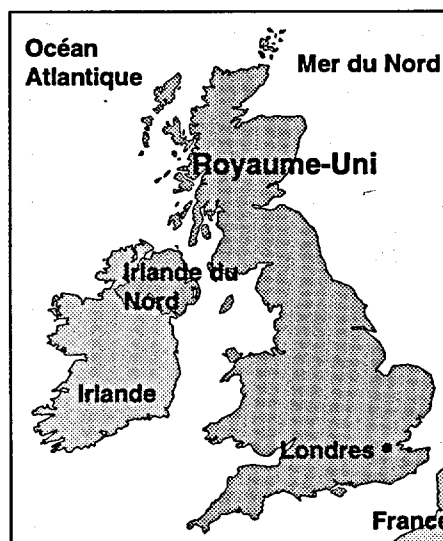 Océan
Atlantique
Mer du Nord
Royaume-Uni
Irlande du
Nord
Irlande
Londres
France